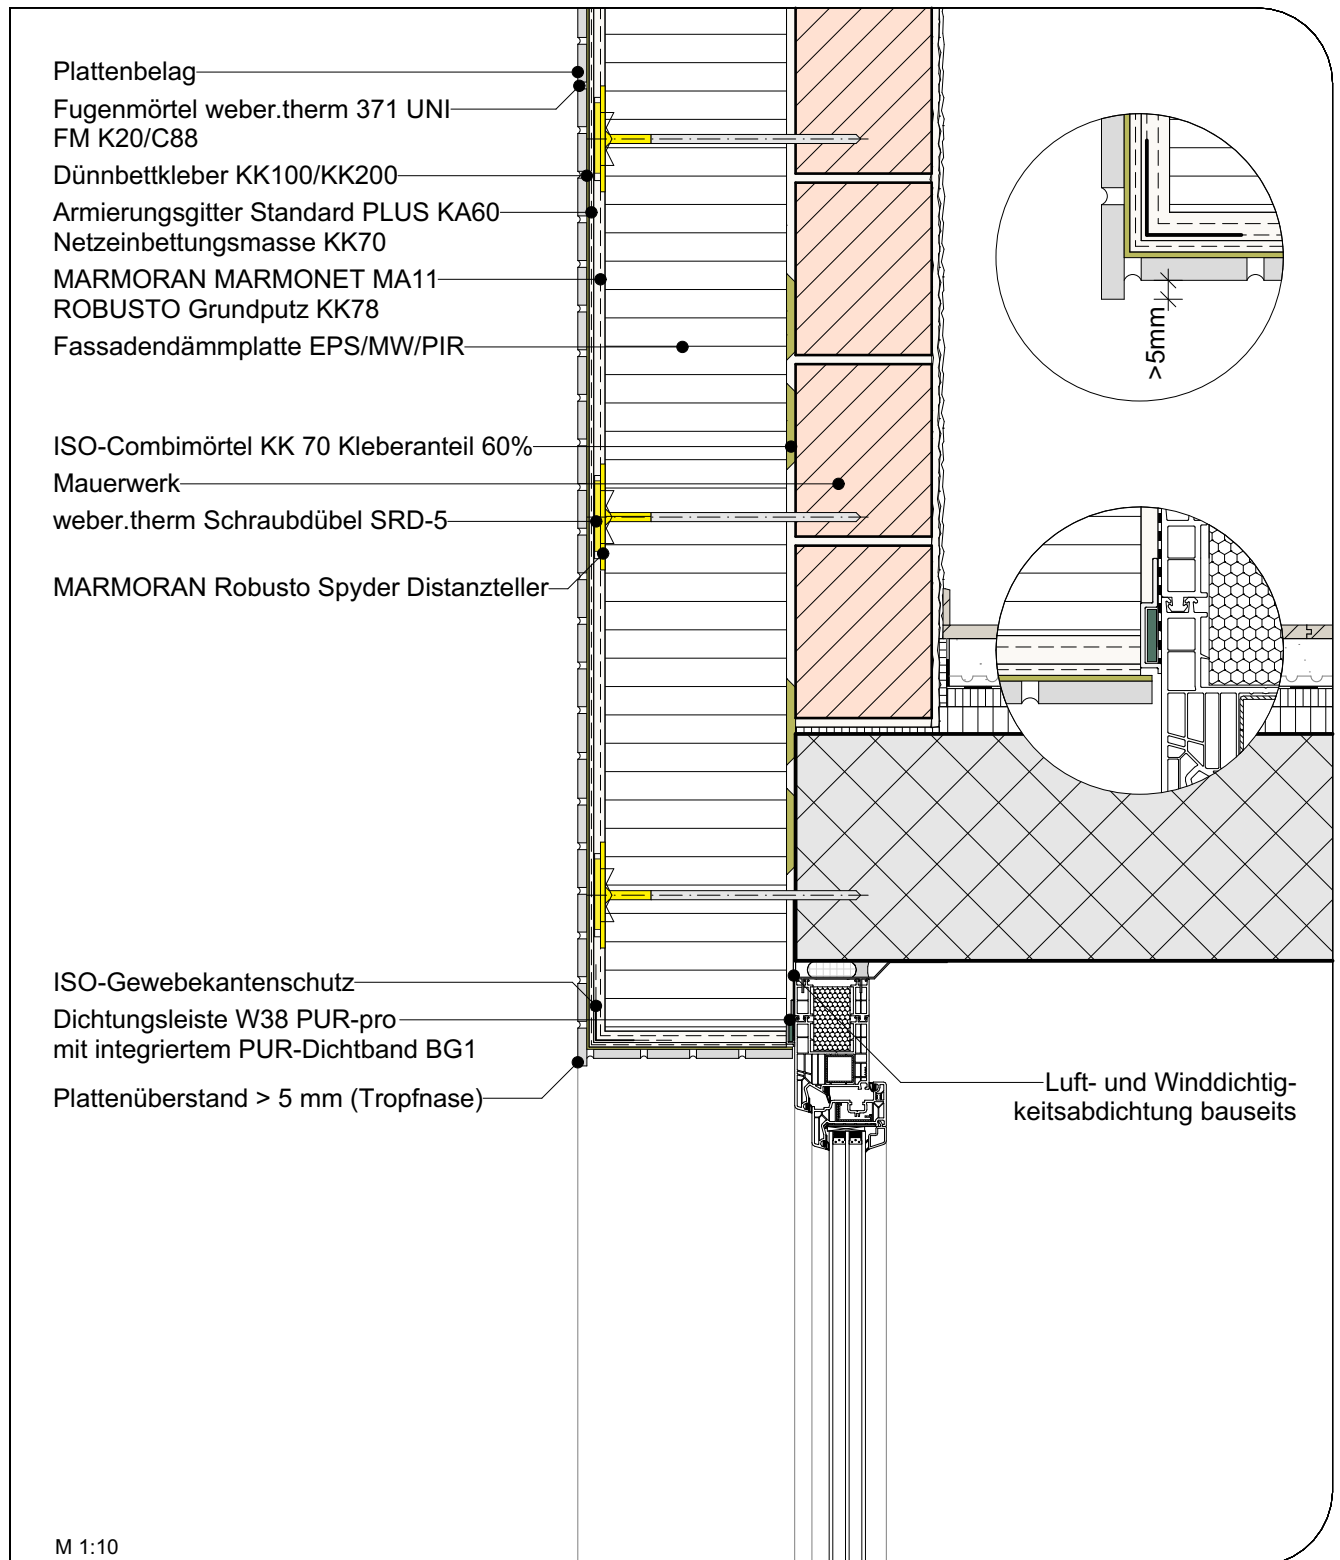 Plattenbelag
Fugenmörtel weber.therm 371 UNI
FM K20/C88
Dünnbettkleber KK100/KK200
Armierungsgitter Standard PLUS KA60
Netzeinbettungsmasse KK70
MARMORAN MARMONET MA11
ROBUSTO Grundputz KK78
Fassadendämmplatte EPS/MW/PIR
>5mm
ISO-Combimörtel KK 70 Kleberanteil 60%
Mauerwerk
weber.therm Schraubdübel SRD-5
MARMORAN Robusto Spyder Distanzteller
ISO-Gewebekantenschutz
Dichtungsleiste W38 PUR-pro
mit integriertem PUR-Dichtband BG1
Plattenüberstand > 5 mm (Tropfnase)
Luft- und Winddichtig-
keitsabdichtung bauseits
M 1:10